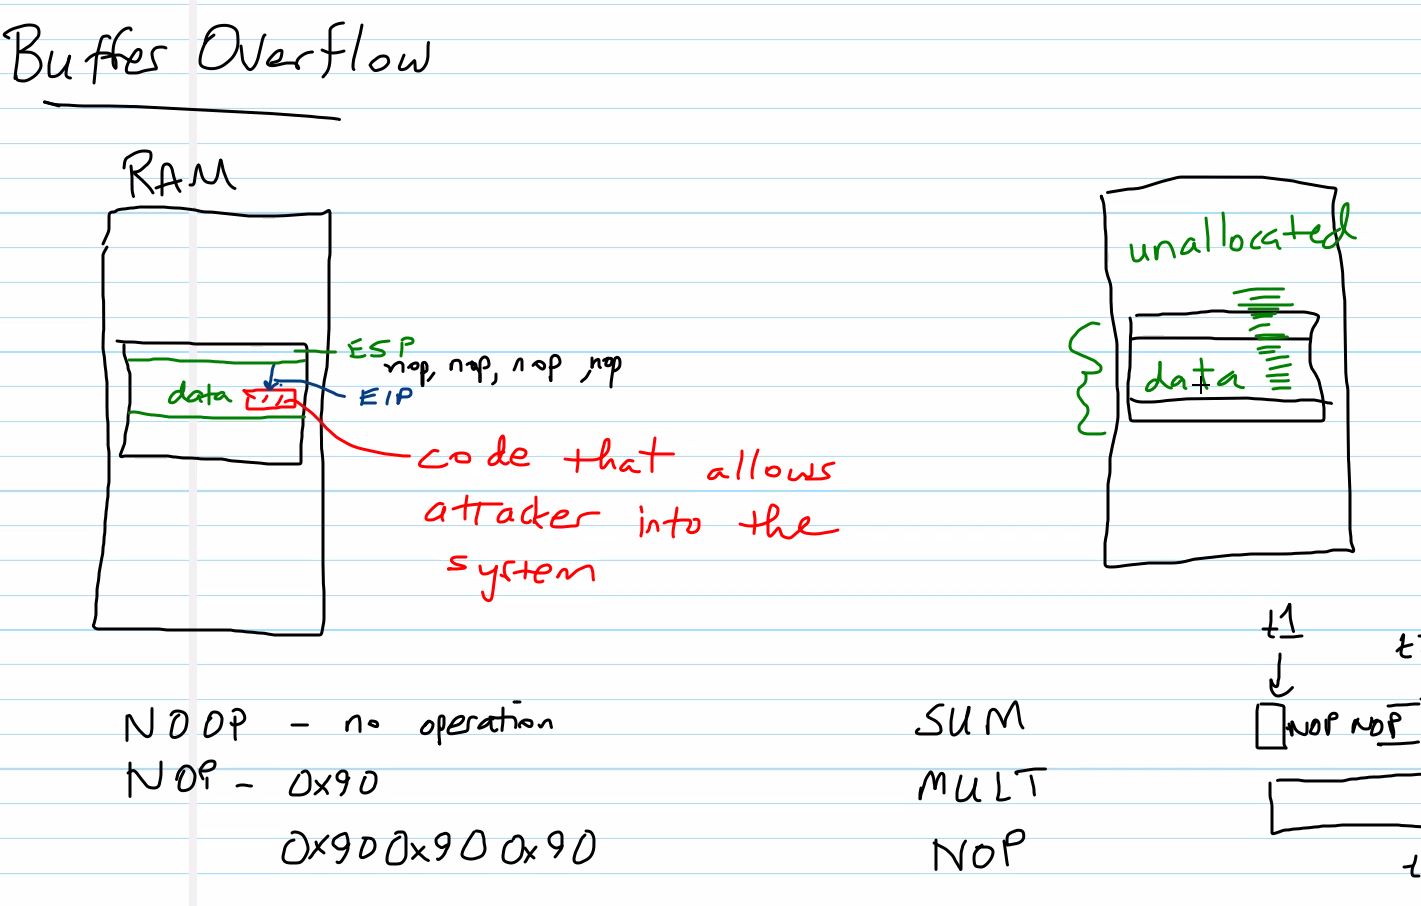 Buffer Overflow
RAM
unallocated
ESP
nop, nop, nop, nop
data
EIP
data
code that allows
attacker into the
system
t1
NOOP - no operation
SUM
NOP NOP
NOP - 0x90
MULT
0x90 0x90 0x90
NOP